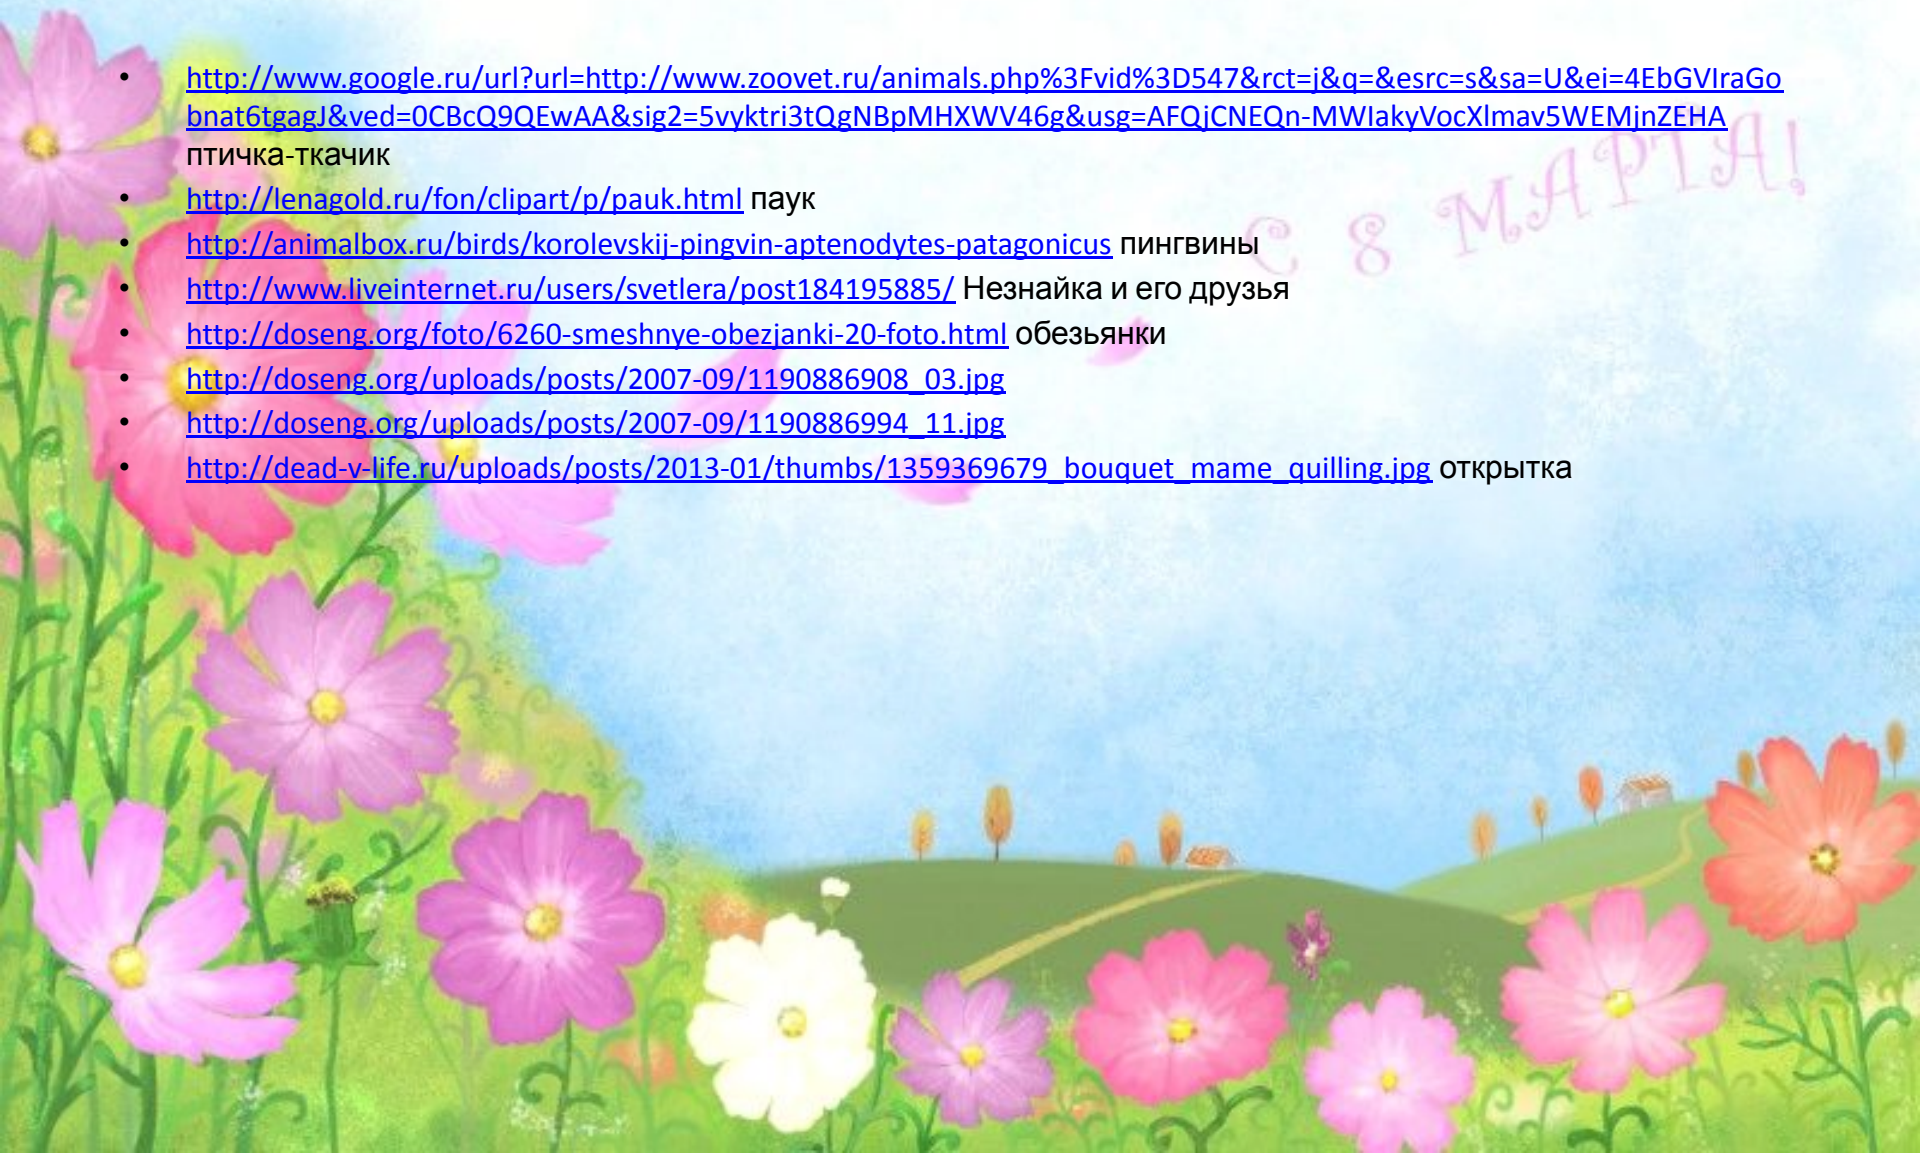 • http://www.google.ru/url?url=http://www.zoovet.ru/animals.php%3Fvid%3D547&rct=j&q=&esrc=s&sa=U&ei=4EbGVIraGo
bnat6tgagJ&ved=0CBcQ9QEwAA&sig2=5vyktri3tQgNBpMHXWV46g&usg=AFQjCNEQn-MWIakyVocXlmav5WEMjnZEHA
птичка-ткачик
• http://lenagold.ru/fon/clipart/p/pauk.html паук
• http://animalbox.ru/birds/korolevskij-pingvin-aptenodytes-patagonicus пингвины
• http://www.liveinternet.ru/users/svetlera/post184195885/ Незнайка и его друзья
• http://doseng.org/foto/6260-smeshnye-obezjanki-20-foto.html обезьянки
• http://doseng.org/uploads/posts/2007-09/1190886908_03.jpg
• http://doseng.org/uploads/posts/2007-09/1190886994_11.jpg
• http://dead-v-life.ru/uploads/posts/2013-01/thumbs/1359369679_bouquet_mame_quilling.jpg открытка
С 8 МАРТА!